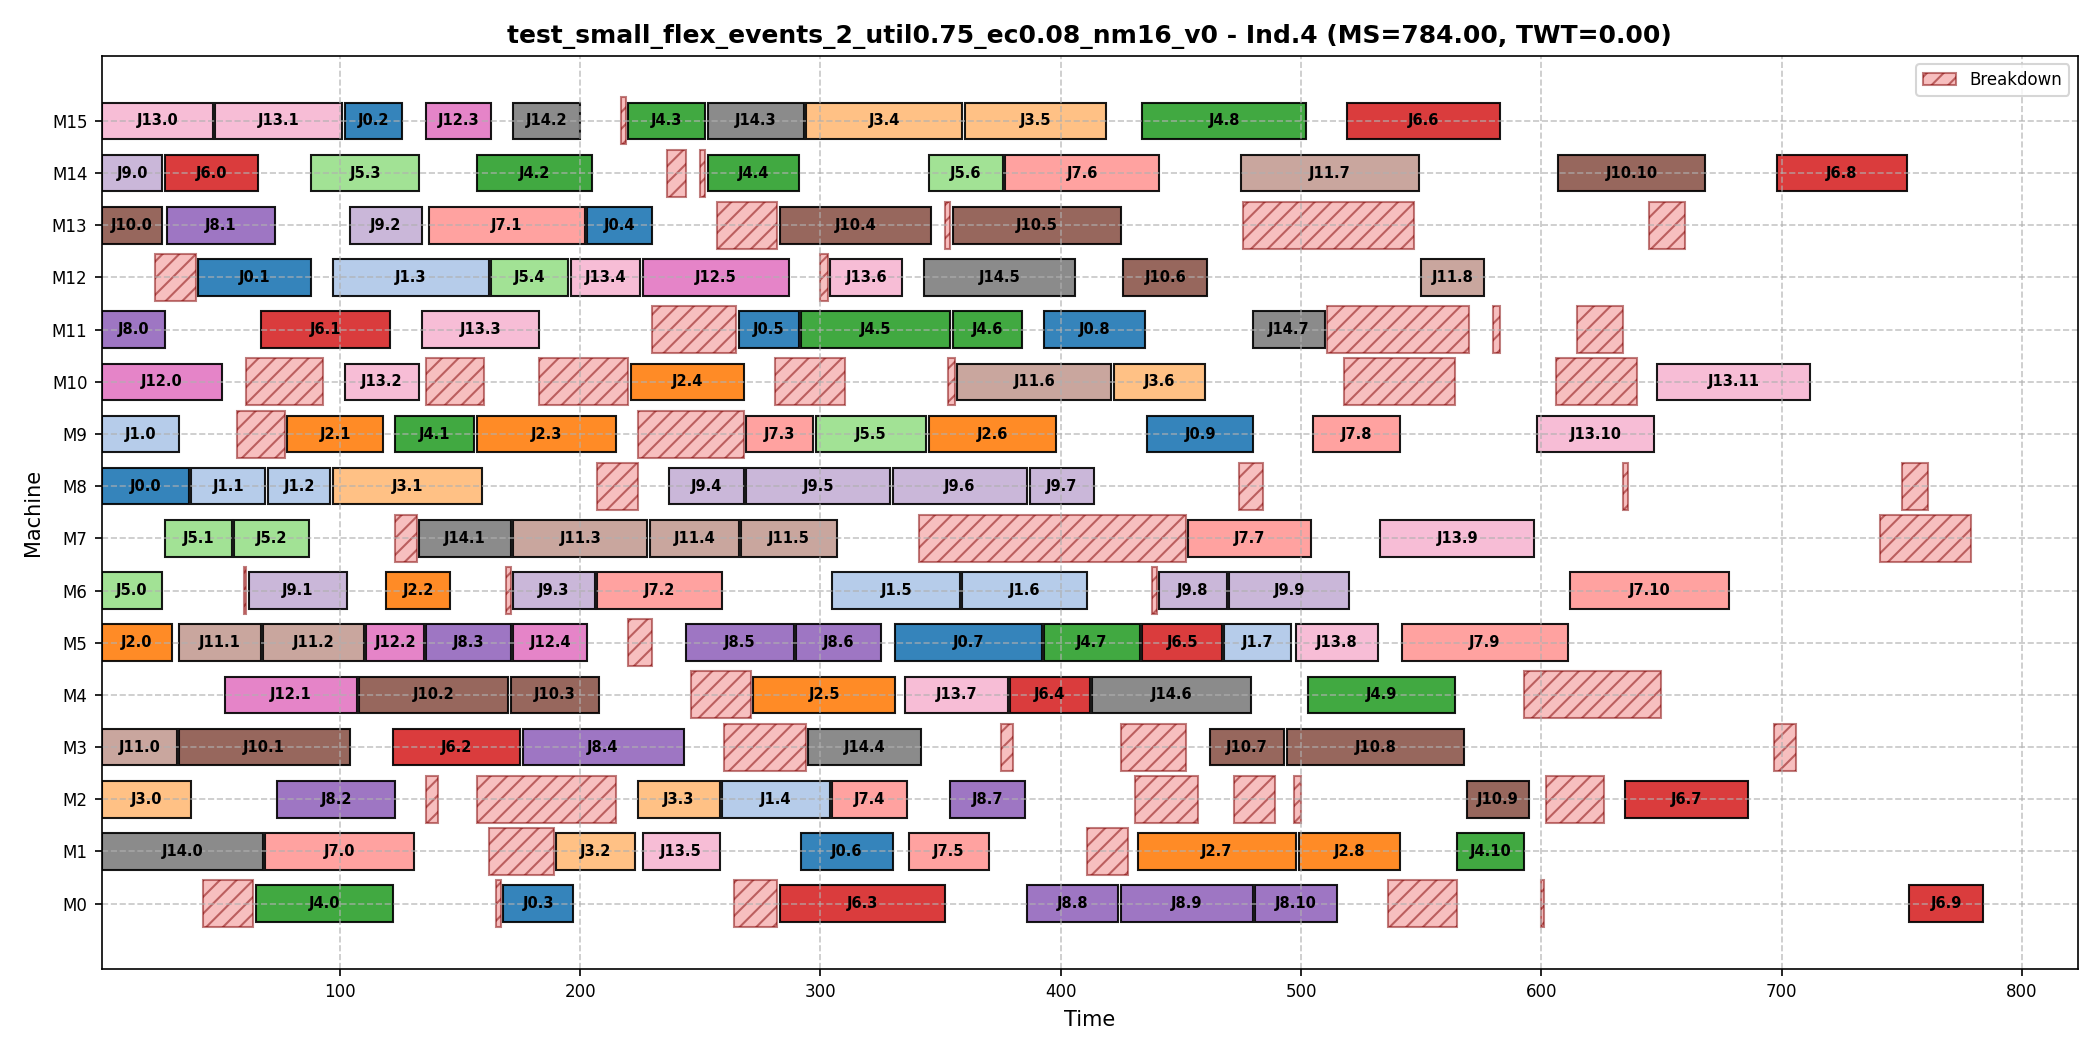 test_small_flex_events_2_util0.75_ec0.08_nm16_v0 - Ind.4 (MS=784.00, TWT=0.00)
Breakdown
M15 J13.0 J13.1 J0.2 J12.3 J14.2 J4.3 J14.3 J3.4 J3.5 J4.8 J6.6
M14 J9.0 J6.0 J5.3 J4.2 J4.4 J5.6 J7.6 J11.7 J10.10 J6.8
M13 J10.0 J8.1 J9.2 J7.1 J0.4 J10.4 J10.5
M12 J0.1 J1.3 J5.4 J13.4 J12.5 J13.6 J14.5 J10.6 J11.8
M11 J8.0 J6.1 J13.3 J0.5 J4.5 J4.6 J0.8 J14.7
M10 J12.0 J13.2 J2.4 J11.6 J3.6 J13.11
M9 J1.0 J2.1 J4.1 J2.3 J7.3 J5.5 J2.6 J0.9 J7.8 J13.10
M8 J0.0 J1.1 J1.2 J3.1 J9.4 J9.5 J9.6 J9.7
M7 J5.1 J5.2 J14.1 J11.3 J11.4 J11.5 J7.7 J13.9
M6 J5.0 J9.1 J2.2 J9.3 J7.2 J1.5 J1.6 J9.8 J9.9 J7.10
M5 J2.0 J11.1 J11.2 J12.2 J8.3 J12.4 J8.5 J8.6 J0.7 J4.7 J6.5 J1.7 J13.8 J7.9
M4 J12.1 J10.2 J10.3 J2.5 J13.7 J6.4 J14.6 J4.9
M3 J11.0 J10.1 J6.2 J8.4 J14.4 J10.7 J10.8
M2 J3.0 J8.2 J3.3 J1.4 J7.4 J8.7 J10.9 J6.7
M1 J14.0 J7.0 J3.2 J13.5 J0.6 J7.5 J2.7 J2.8 J4.10
M0 J4.0 J0.3 J6.3 J8.8 J8.9 J8.10 J6.9
Machine
100 200 300 400 500 600 700 800
Time